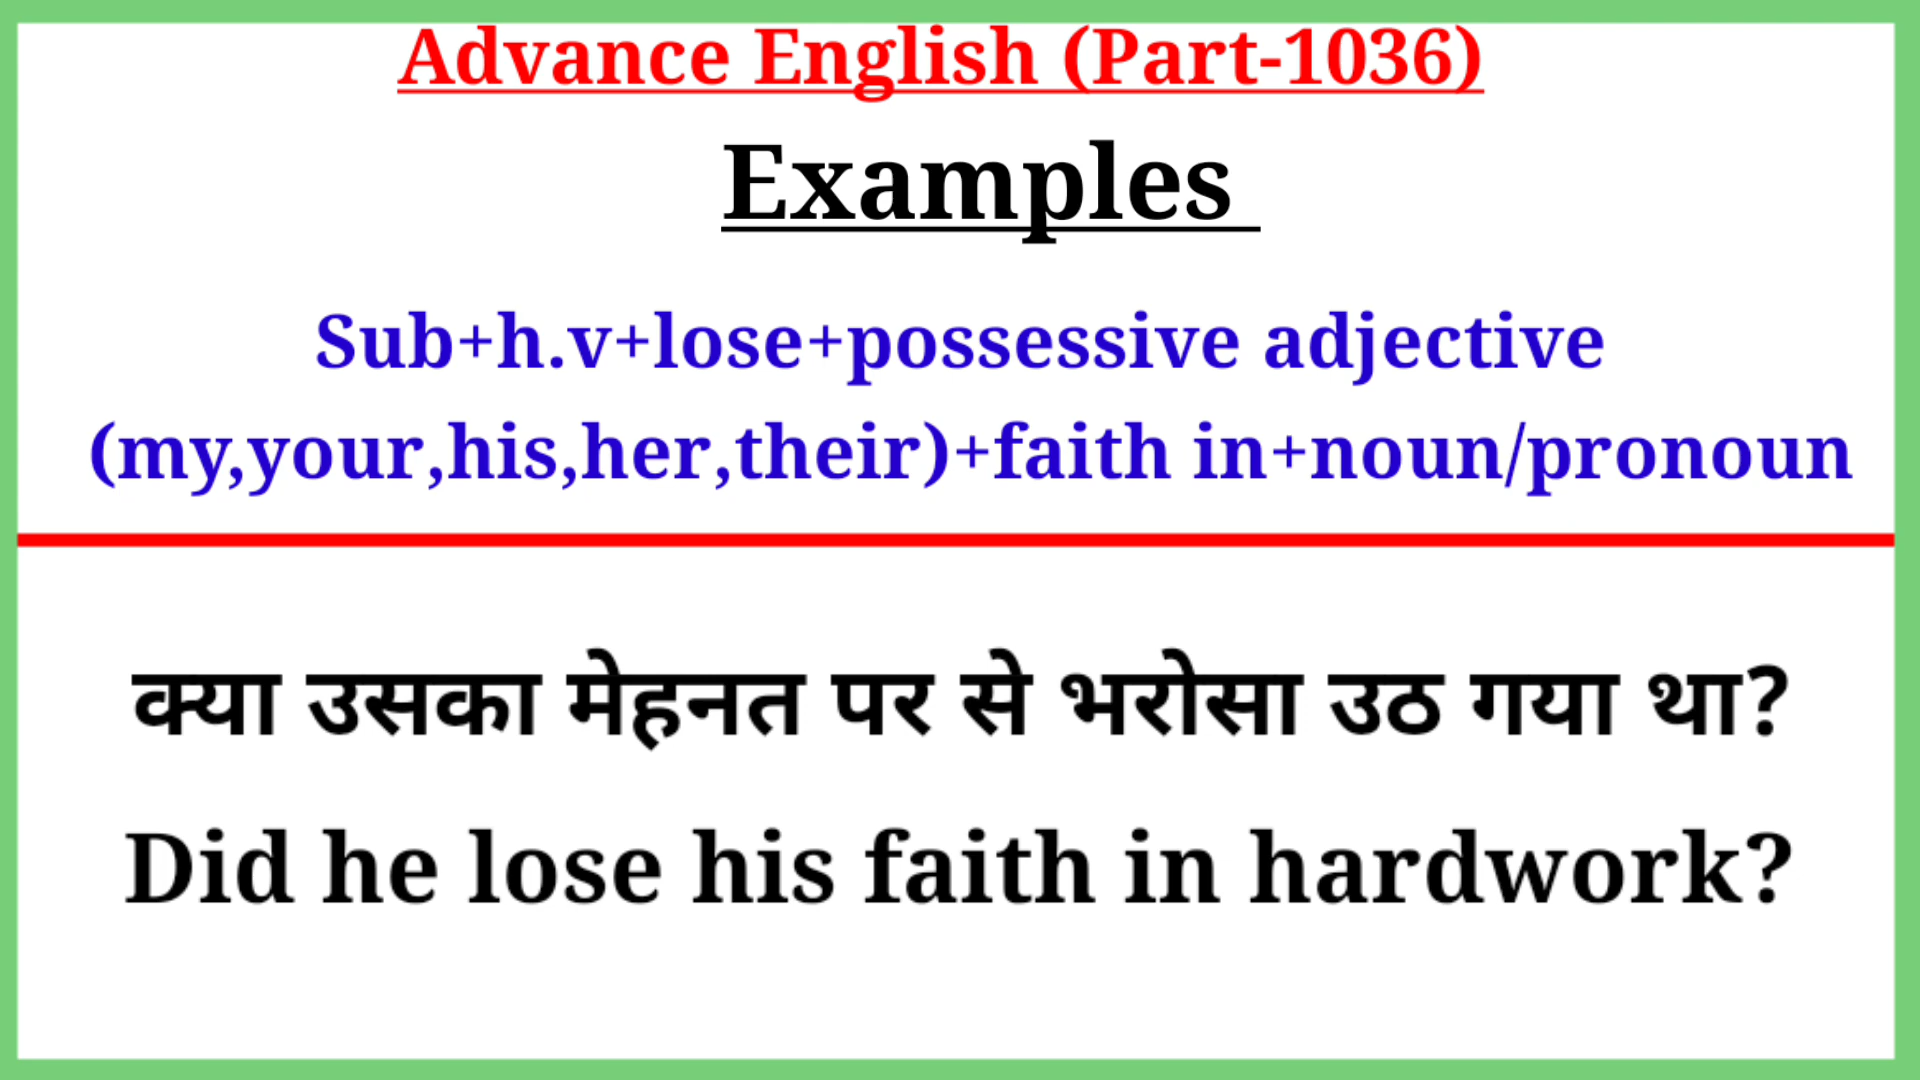 Advance English (Part-1036)
Examples
Sub+h.v+lose+possessive adjective
(my,your,his,her,their)+faith in+noun/pronoun
क्या उसका मेहनत पर से भरोसा उठ गया था?
Did he lose his faith in hardwork?